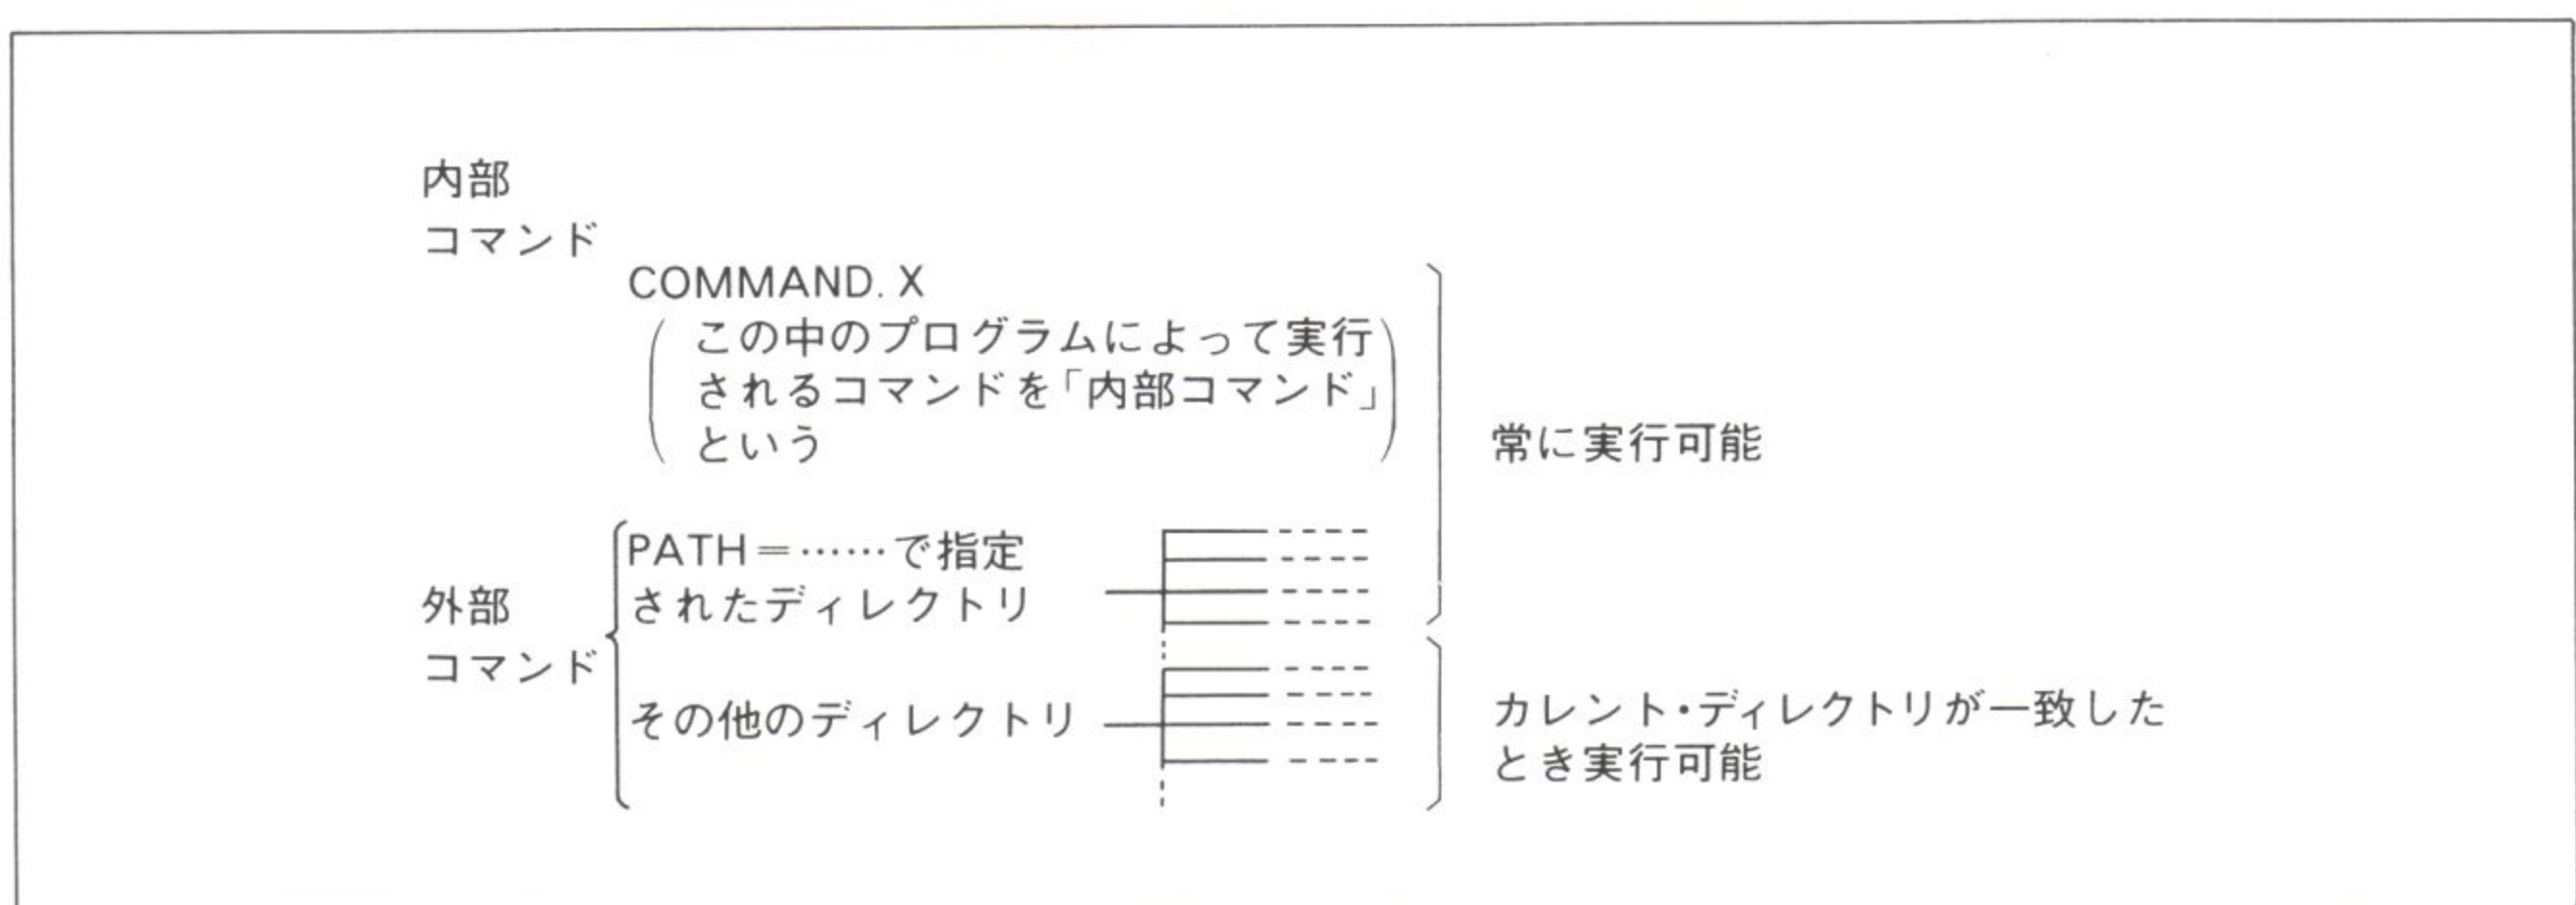 内部
コマンド
COMMAND. X
この中のプログラムによって実行
されるコマンドを「内部コマンド」
という
常に実行可能
PATH=……で指定
されたディレクトリ
外部
コマンド
その他のディレクトリ
カレント・ディレクトリが一致した
とき実行可能